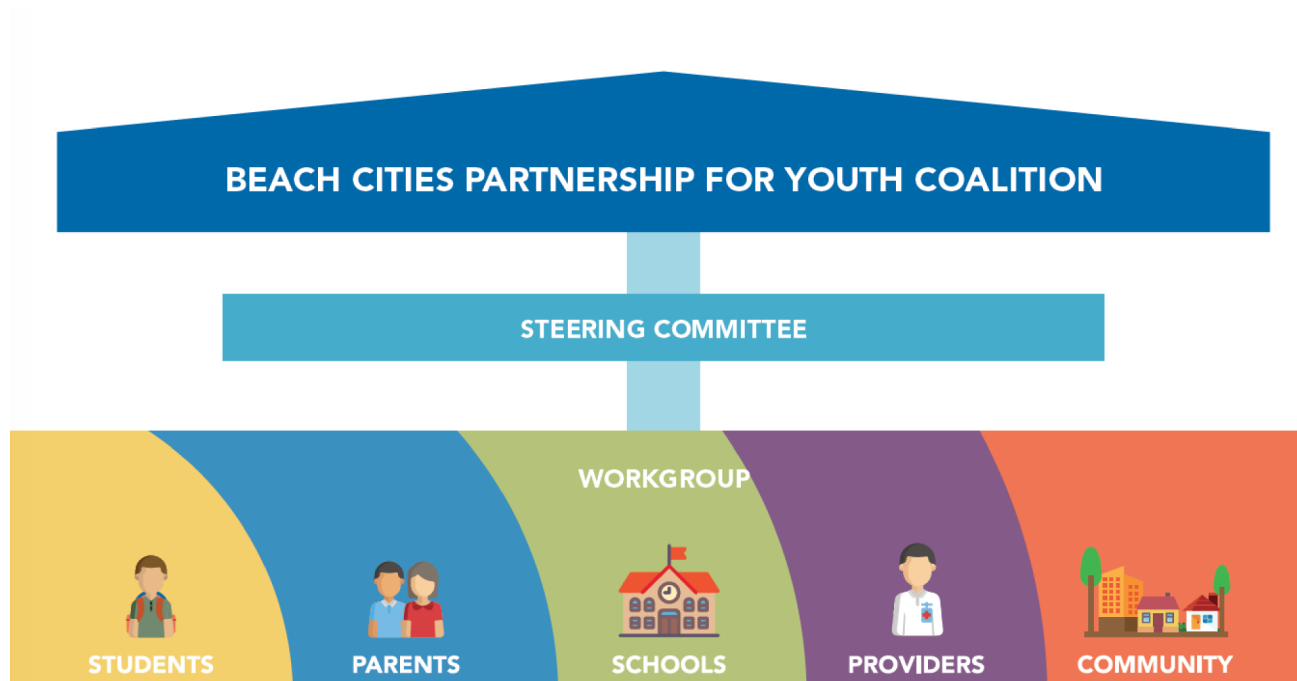 BEACH CITIES PARTNERSHIP FOR YOUTH COALITION
STEERING COMMITTEE
WORKGROUP
STUDENTS
PARENTS
SCHOOLS
PROVIDERS
COMMUNITY